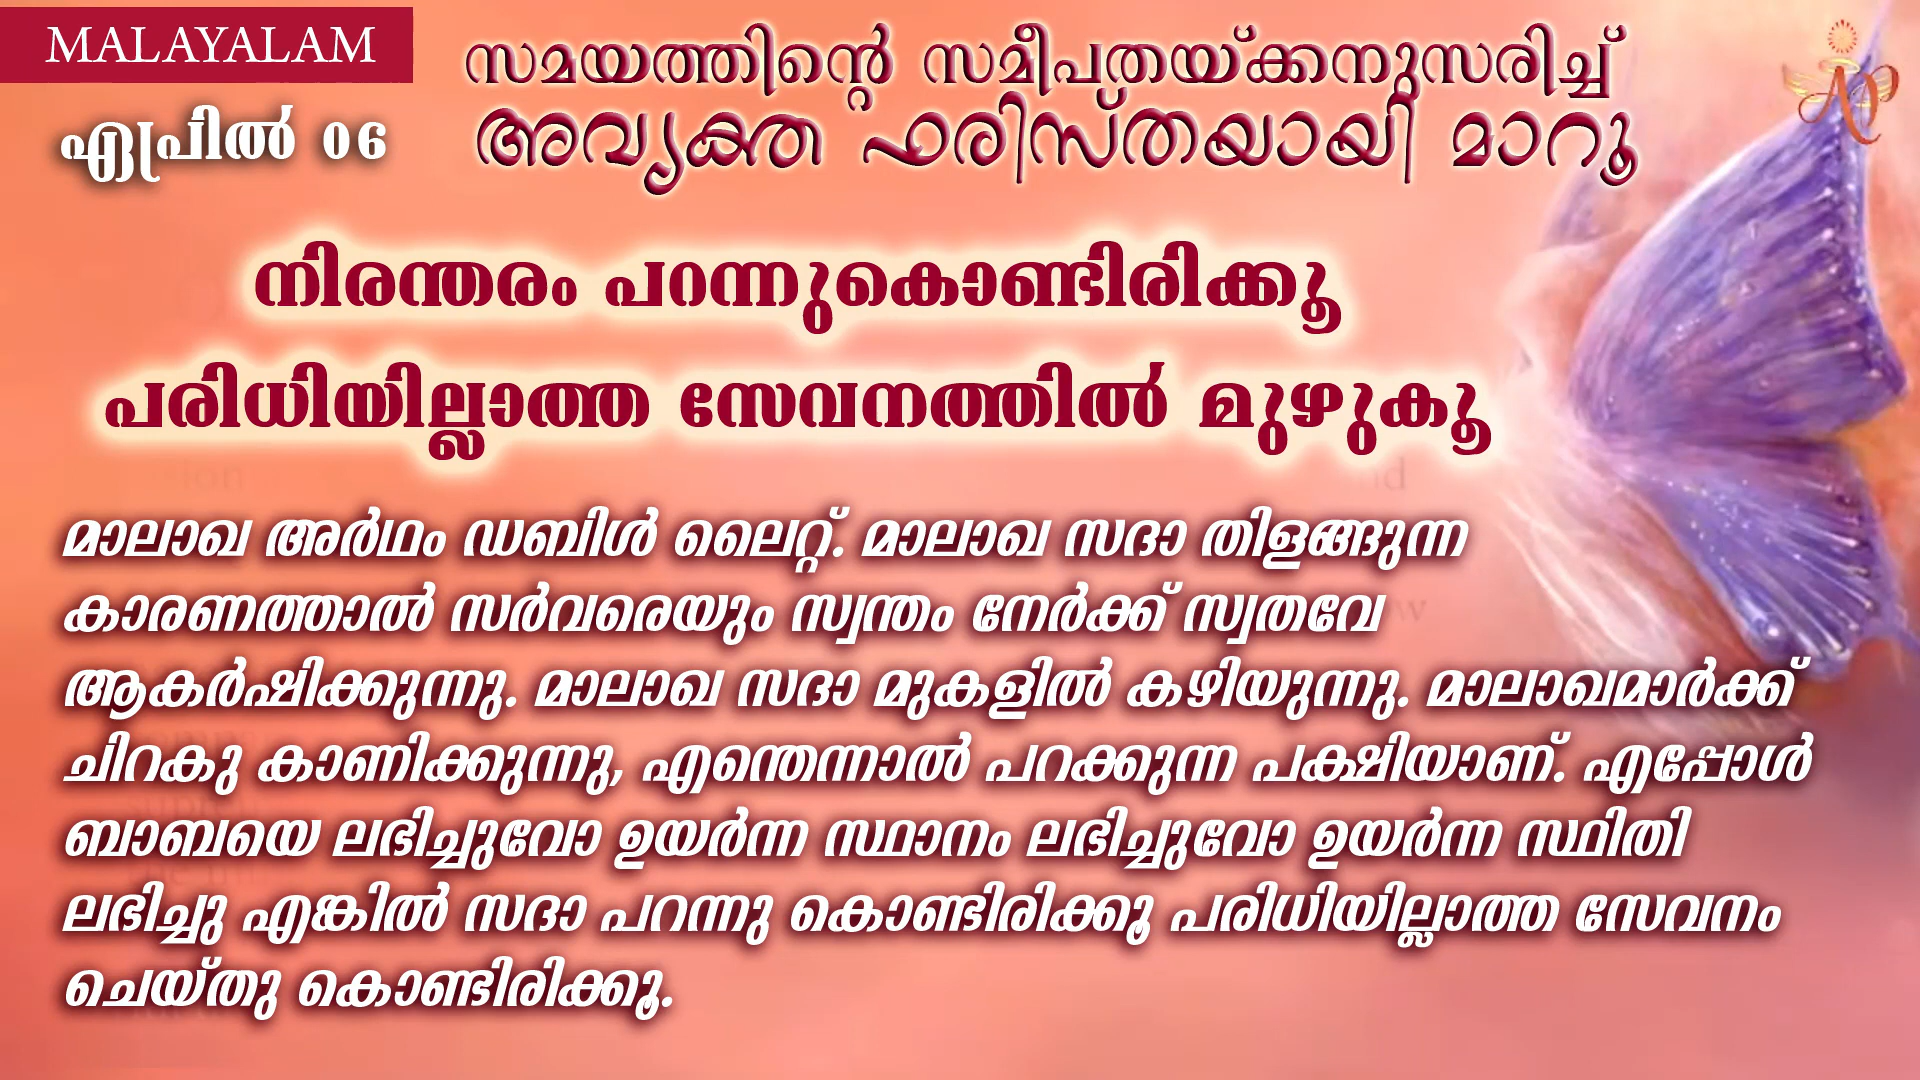 MALAYALAM
ഏപ്രിൽ 06
സമയത്തിന്റെ സമീപതയ്ക്കനുസരിച്ച്
അവ്യക്ത ഫരിസ്തയായി മാറൂ
നിരന്തരം പറന്നുകൊണ്ടിരിക്കൂ
പരിധിയില്ലാത്ത സേവനത്തിൽ മുഴുകൂ
മാലാഖ അർഥം ഡബിൾ ലൈറ്റ്. മാലാഖ സദാ തിളങ്ങുന്ന
കാരണത്താൽ സർവരെയും സ്വന്തം നേർക്ക് സ്വതവേ
ആകർഷിക്കുന്നു. മാലാഖ സദാ മുകളിൽ കഴിയുന്നു. മാലാഖമാർക്ക്
ചിറകു കാണിക്കുന്നു, എന്തെന്നാൽ പറക്കുന്ന പക്ഷിയാണ്. എപ്പോൾ
ബാബയെ ലഭിച്ചുവോ ഉയർന്ന സ്ഥാനം ലഭിച്ചുവോ ഉയർന്ന സ്ഥിതി
ലഭിച്ചു എങ്കിൽ സദാ പറന്നു കൊണ്ടിരിക്കൂ പരിധിയില്ലാത്ത സേവനം
ചെയ്തു കൊണ്ടിരിക്കൂ.